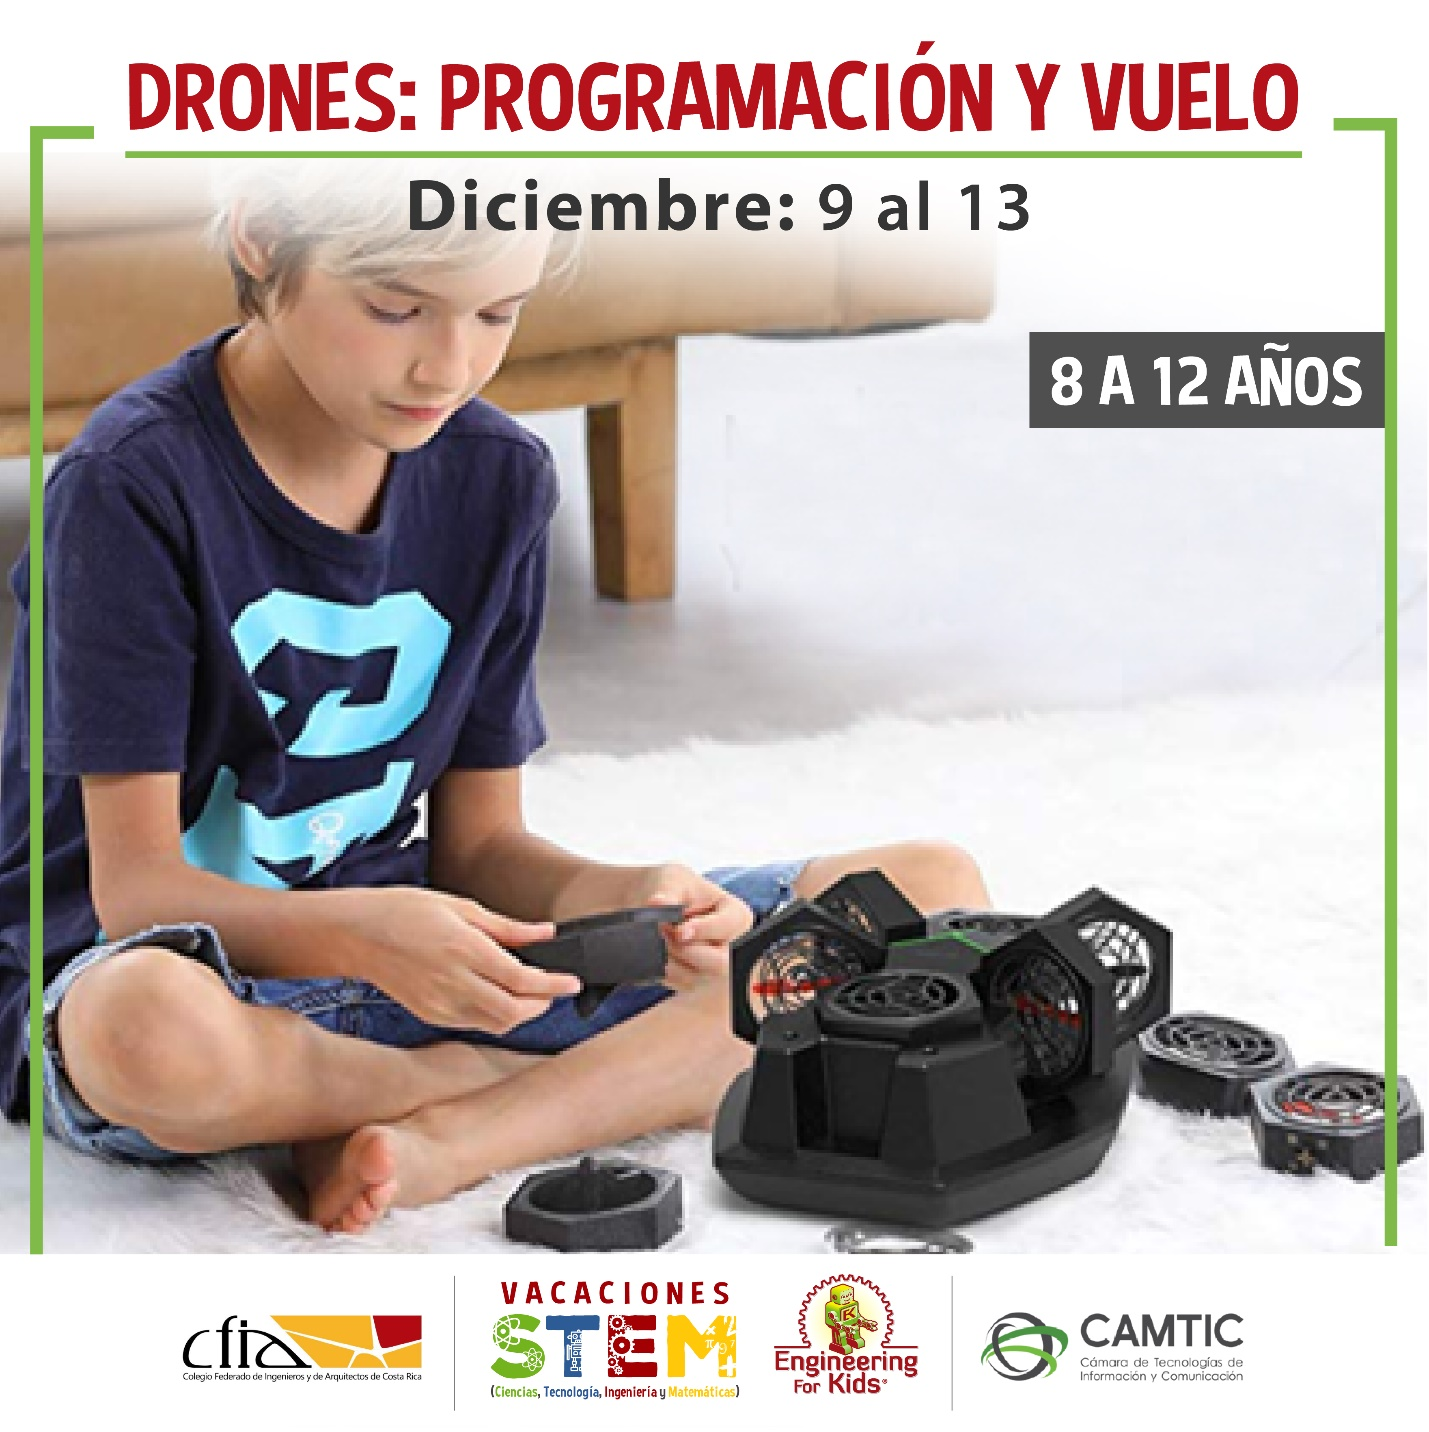 DRONES: PROGRAMACIÓN Y VUELO
Diciembre: 9 al 13
8 A 12 AÑOS
cfia
Colegio Federado de Ingenieros y de Arquitectos de Costa Rica
VACACIONES
STEM
(Ciencias, Tecnología, Ingeniería y Matemáticas)
K
Engineering
For Kids®
CAMTIC
Cámara de Tecnologías de
Información y Comunicación